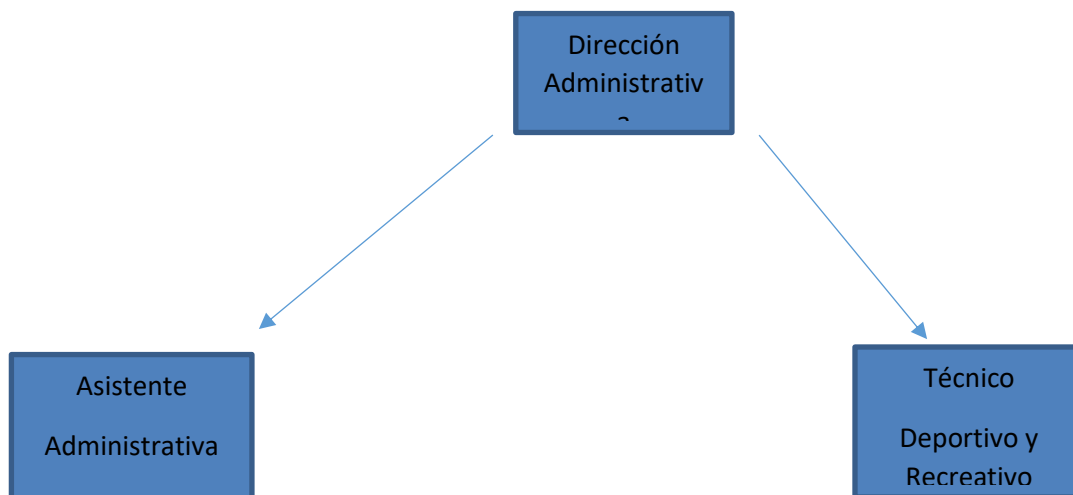 Dirección
Administrativ
a
Asistente
Administrativa
Técnico
Deportivo y
Recreativo